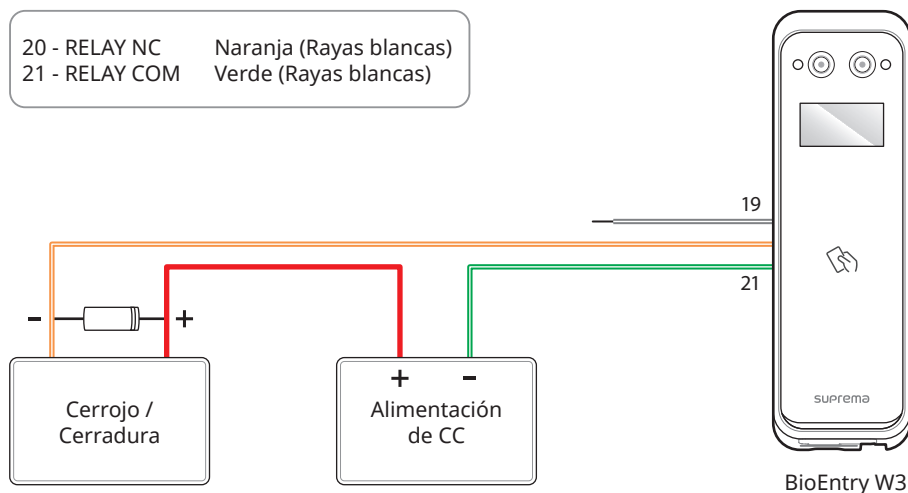 20 - RELAY NC Naranja (Rayas blancas)
21 - RELAY COM Verde (Rayas blancas)
19
21
- +
+ -
Cerrojo /
Cerradura
Alimentación
de CC
suprema
BioEntry W3